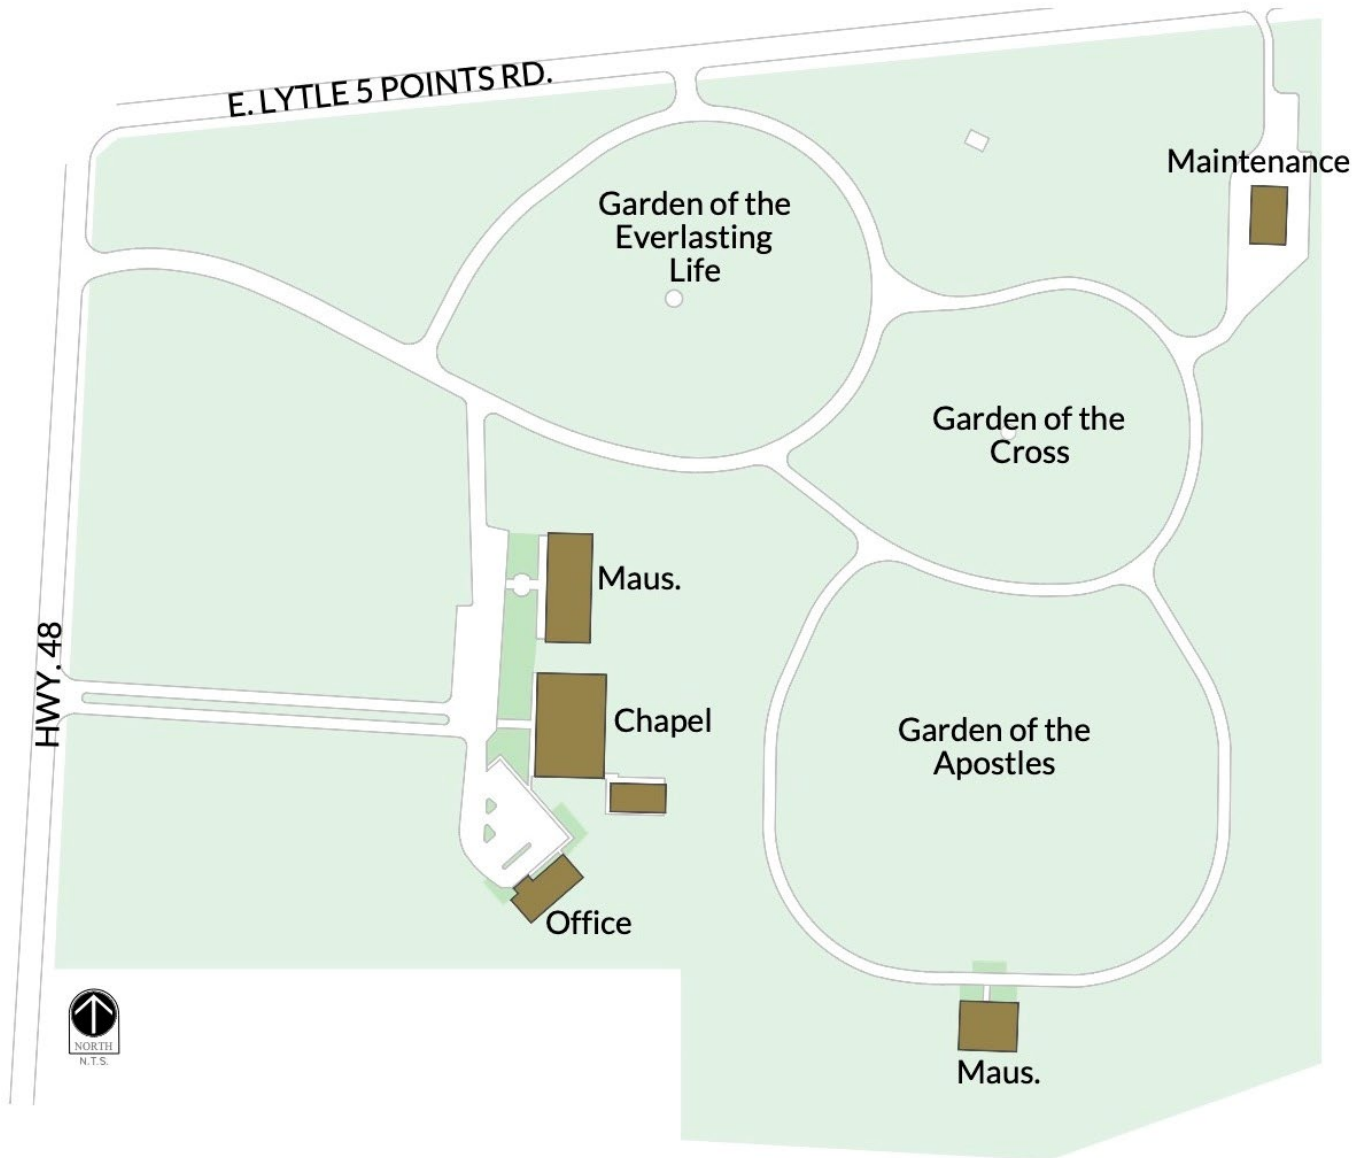 E. LYTLE 5 POINTS RD.
Maintenance
Garden of the
Everlasting
Life
Garden of the
Cross
Maus.
HWY. 48
Chapel
Garden of the
Apostles
Office
NORTH
N.T.S.
Maus.